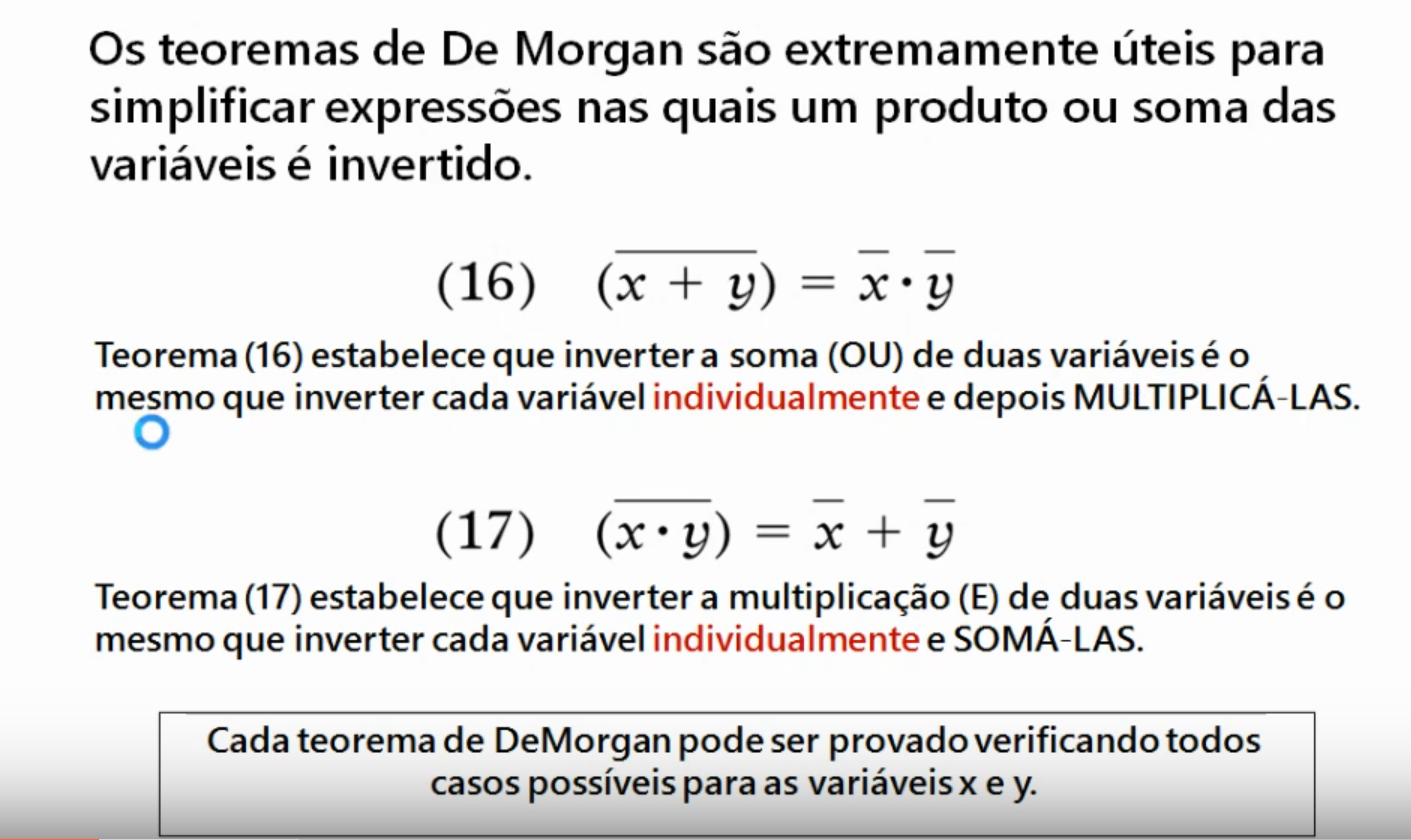 Os teoremas de De Morgan são extremamente úteis para
simplificar expressões nas quais um produto ou soma das
variáveis é invertido.
(16) (x̅ ̅+̅ ̅y̅) = x̅ · y̅
Teorema (16) estabelece que inverter a soma (OU) de duas variáveis é o
mesmo que inverter cada variável individualmente e depois MULTIPLICÁ-LAS.
(17) (x̅ ̅·̅ ̅y̅) = x̅ + y̅
Teorema (17) estabelece que inverter a multiplicação (E) de duas variáveis é o
mesmo que inverter cada variável individualmente e SOMÁ-LAS.
Cada teorema de DeMorgan pode ser provado verificando todos
casos possíveis para as variáveis x e y.